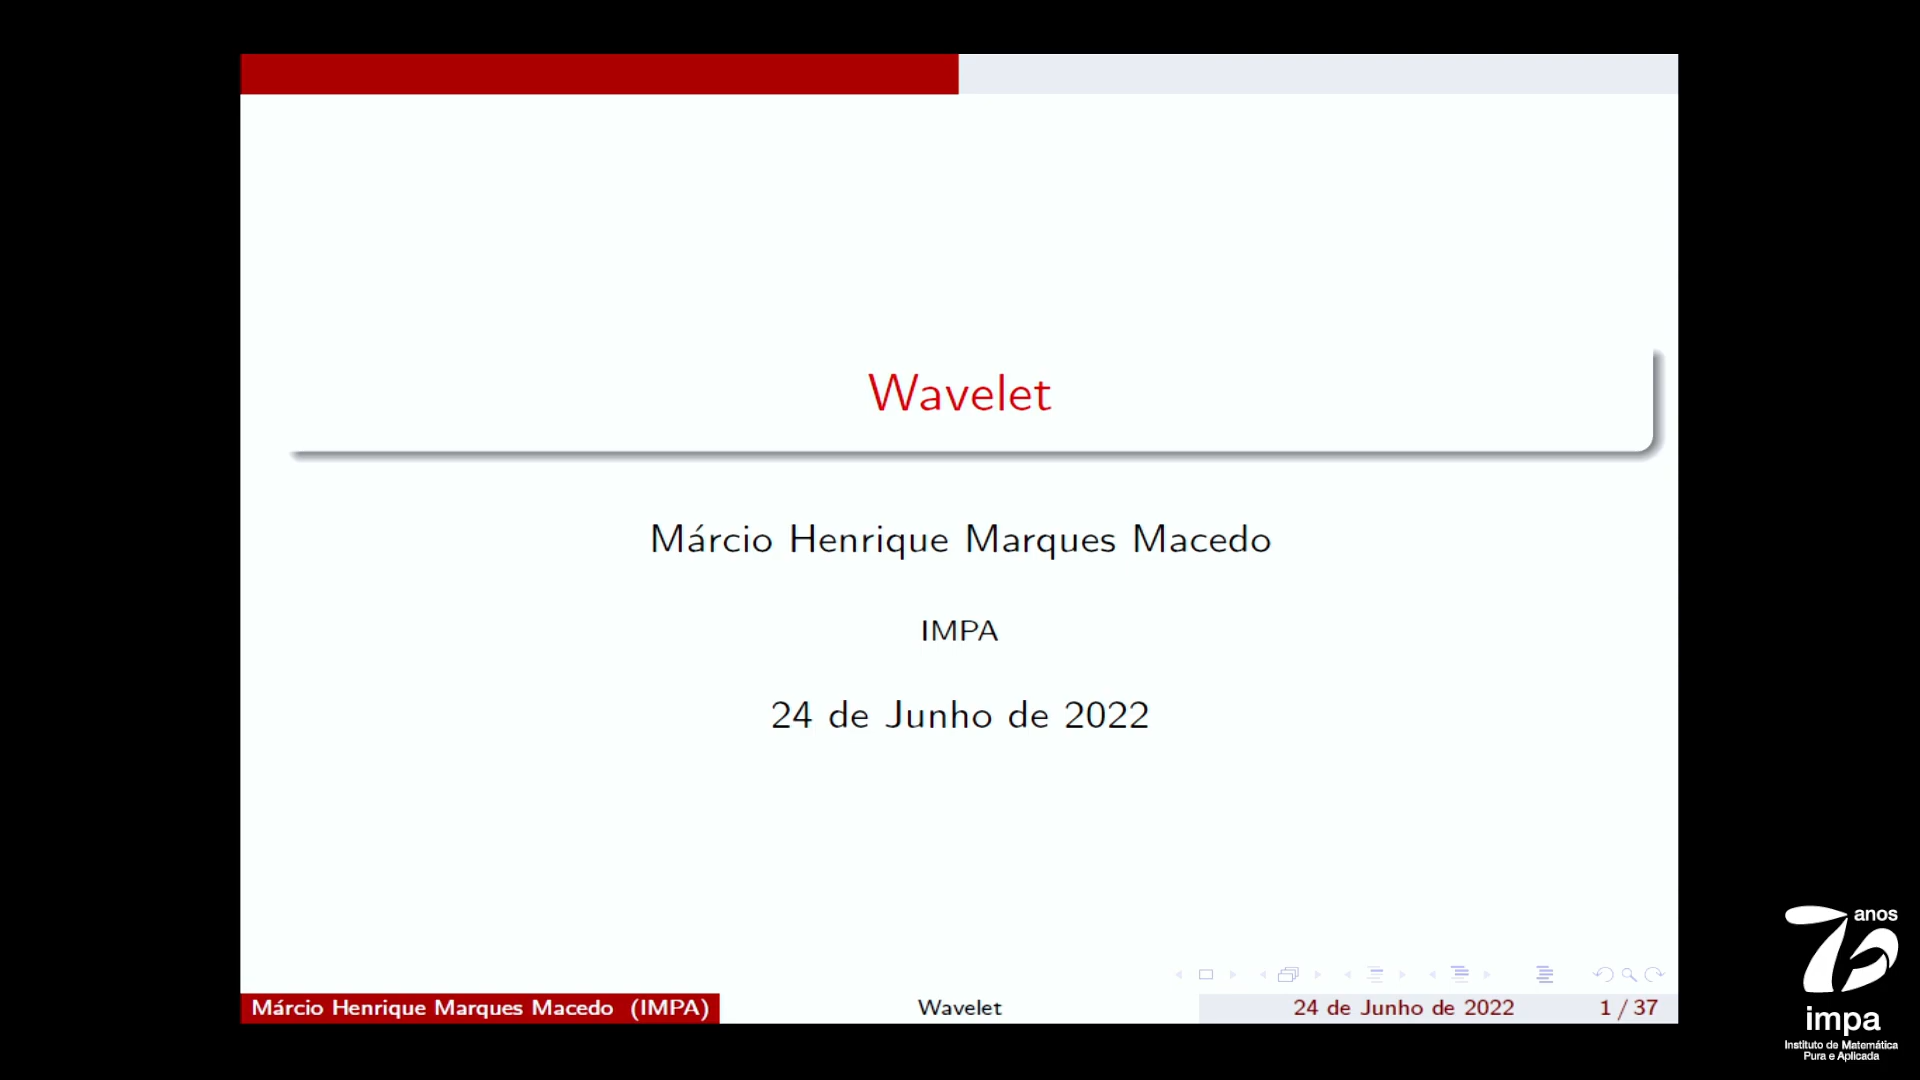 Wavelet
Márcio Henrique Marques Macedo
IMPA
24 de Junho de 2022
Márcio Henrique Marques Macedo (IMPA)
Wavelet
24 de Junho de 2022
1 / 37
70 anos
impa
Instituto de Matemática
Pura e Aplicada